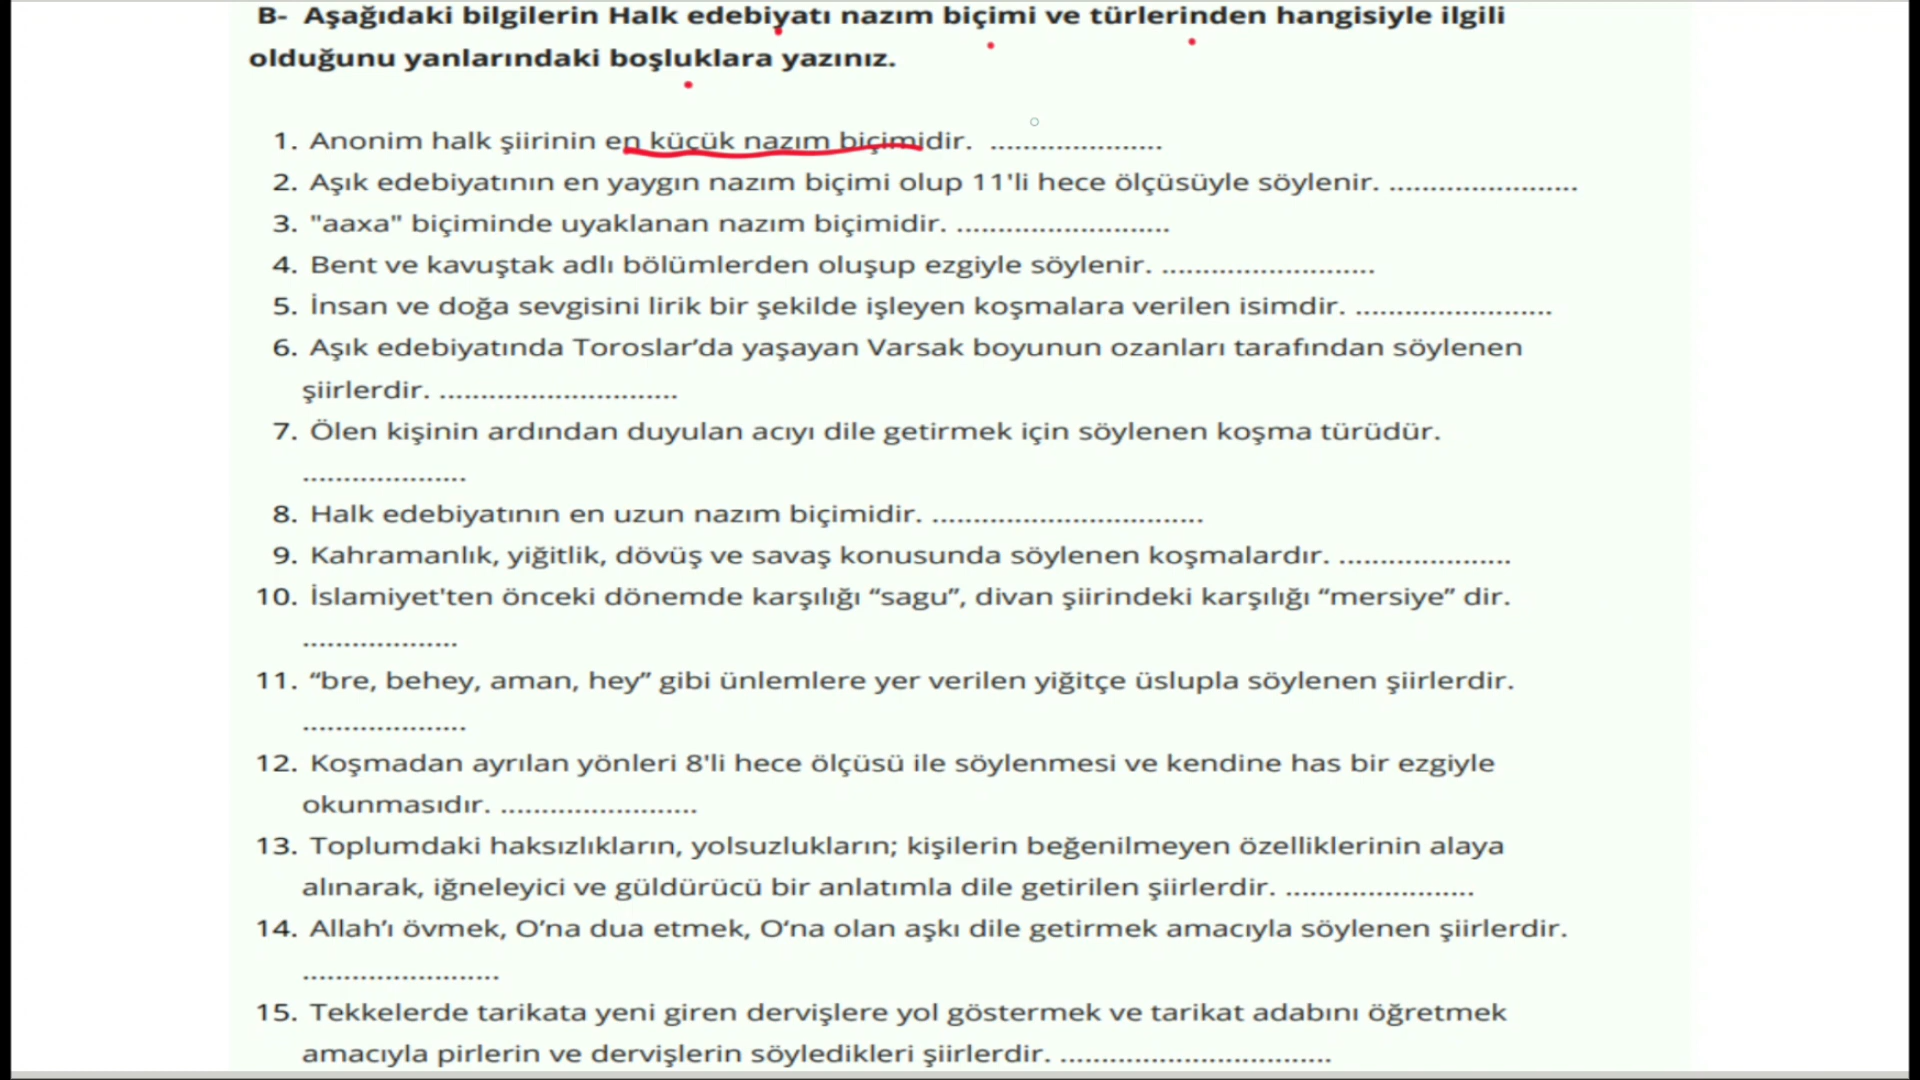 B- Aşağıdaki bilgilerin Halk edebiyatı nazım biçimi ve türlerinden hangisiyle ilgili
olduğunu yanlarındaki boşluklara yazınız.
1. Anonim halk şiirinin en küçük nazım biçimidir. .....................
2. Aşık edebiyatının en yaygın nazım biçimi olup 11'li hece ölçüsüyle söylenir. .......................
3. "aaxa" biçiminde uyaklanan nazım biçimidir. ..........................
4. Bent ve kavuştak adlı bölümlerden oluşup ezgiyle söylenir. ..........................
5. İnsan ve doğa sevgisini lirik bir şekilde işleyen koşmalara verilen isimdir. ........................
6. Aşık edebiyatında Toroslar’da yaşayan Varsak boyunun ozanları tarafından söylenen
şiirlerdir. .............................
7. Ölen kişinin ardından duyulan acıyı dile getirmek için söylenen koşma türüdür.
....................
8. Halk edebiyatının en uzun nazım biçimidir. .................................
9. Kahramanlık, yiğitlik, dövüş ve savaş konusunda söylenen koşmalardır. .....................
10. İslamiyet'ten önceki dönemde karşılığı “sagu”, divan şiirindeki karşılığı “mersiye” dir.
...................
11. “bre, behey, aman, hey” gibi ünlemlere yer verilen yiğitçe üslupla söylenen şiirlerdir.
....................
12. Koşmadan ayrılan yönleri 8'li hece ölçüsü ile söylenmesi ve kendine has bir ezgiyle
okunmasıdır. ........................
13. Toplumdaki haksızlıkların, yolsuzlukların; kişilerin beğenilmeyen özelliklerinin alaya
alınarak, iğneleyici ve güldürücü bir anlatımla dile getirilen şiirlerdir. .......................
14. Allah’ı övmek, O’na dua etmek, O’na olan aşkı dile getirmek amacıyla söylenen şiirlerdir.
........................
15. Tekkelerde tarikata yeni giren dervişlere yol göstermek ve tarikat adabını öğretmek
amacıyla pirlerin ve dervişlerin söyledikleri şiirlerdir. .................................